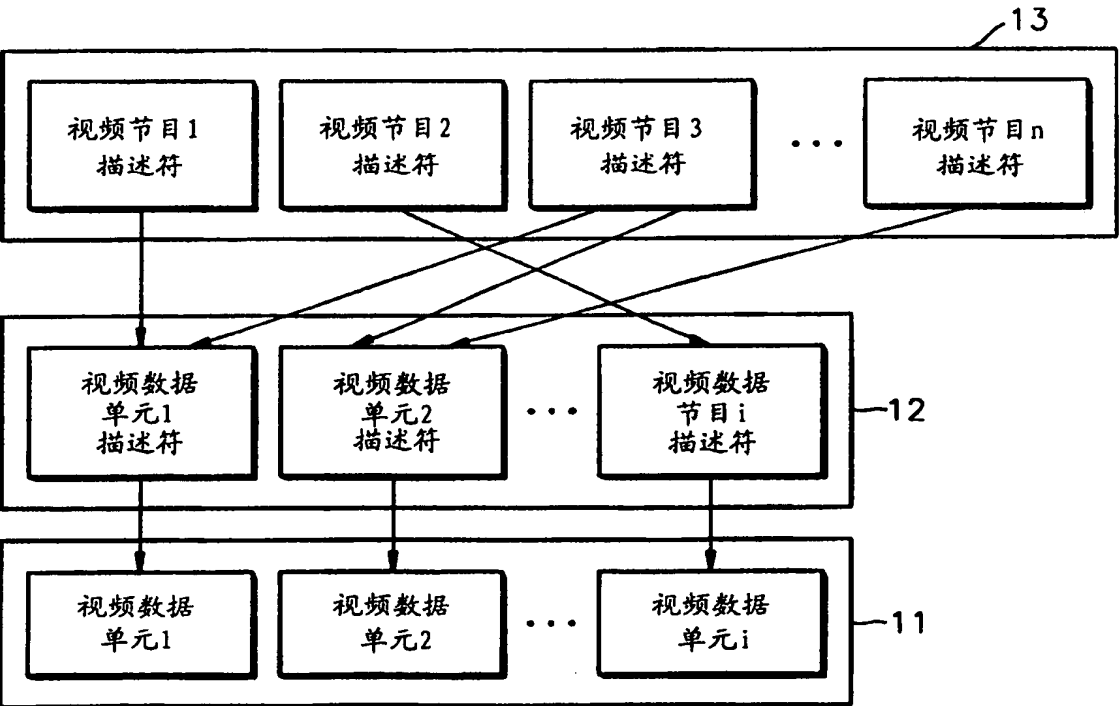 13
视频节目1
描述符
视频节目2
描述符
视频节目3
描述符
...
视频节目n
描述符
视频数据
单元1
描述符
视频数据
单元2
描述符
...
视频数据
节目i
描述符
12
视频数据
单元1
视频数据
单元2
...
视频数据
单元i
11